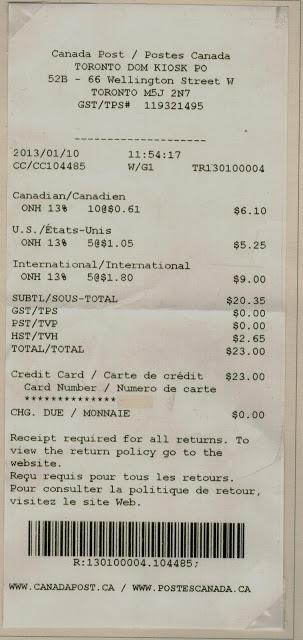 Canada Post / Postes Canada
TORONTO DOM KIOSK PO
52B - 66 Wellington Street W
TORONTO M5J 2N7
GST/TPS# 119321495
--------------------
2013/01/10 11:54:17
CC/CC104485 W/G1 TR130100004
Canadian/Canadien
ONH 13% 10@$0.61 $6.10
U.S./États-Unis
ONH 13% 5@$1.05 $5.25
International/International
ONH 13% 5@$1.80 $9.00
SUBTL/SOUS-TOTAL $20.35
GST/TPS $0.00
PST/TVP $0.00
HST/TVH $2.65
TOTAL/TOTAL $23.00
Credit Card / Carte de crédit $23.00
Card Number / Numero de carte
**************
CHG. DUE / MONNAIE $0.00
Receipt required for all returns. To
view the return policy go to the
website.
Reçu requis pour tous les retours.
Pour consulter la politique de retour,
visitez le site Web.
R:130100004.104485;
WWW.CANADAPOST.CA / WWW.POSTESCANADA.CA